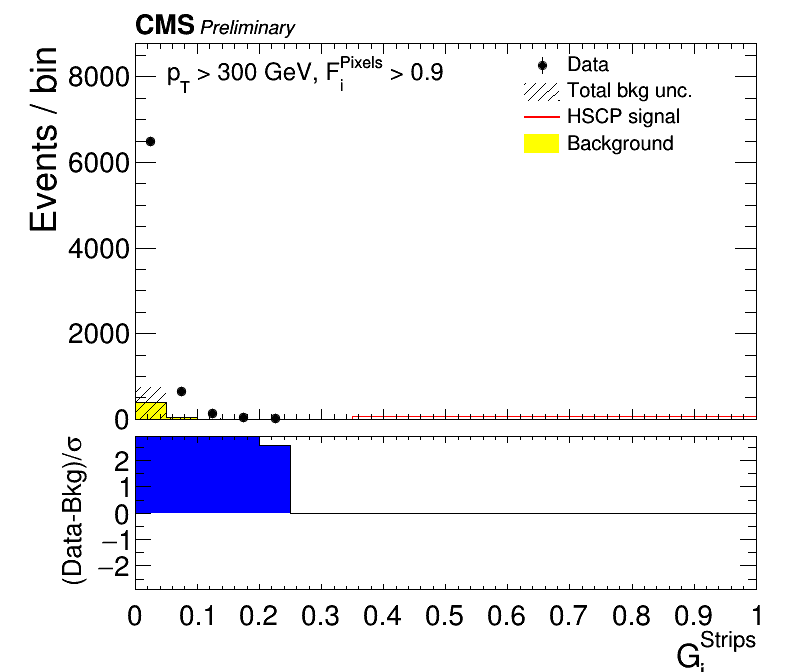 CMS Preliminary
p_T > 300 GeV, F_i^Pixels > 0.9
Data
Total bkg unc.
HSCP signal
Background
Events / bin
8000
6000
4000
2000
0
(Data-Bkg)/σ
2
1
0
−1
−2
0 0.1 0.2 0.3 0.4 0.5 0.6 0.7 0.8 0.9 1
G_i^Strips